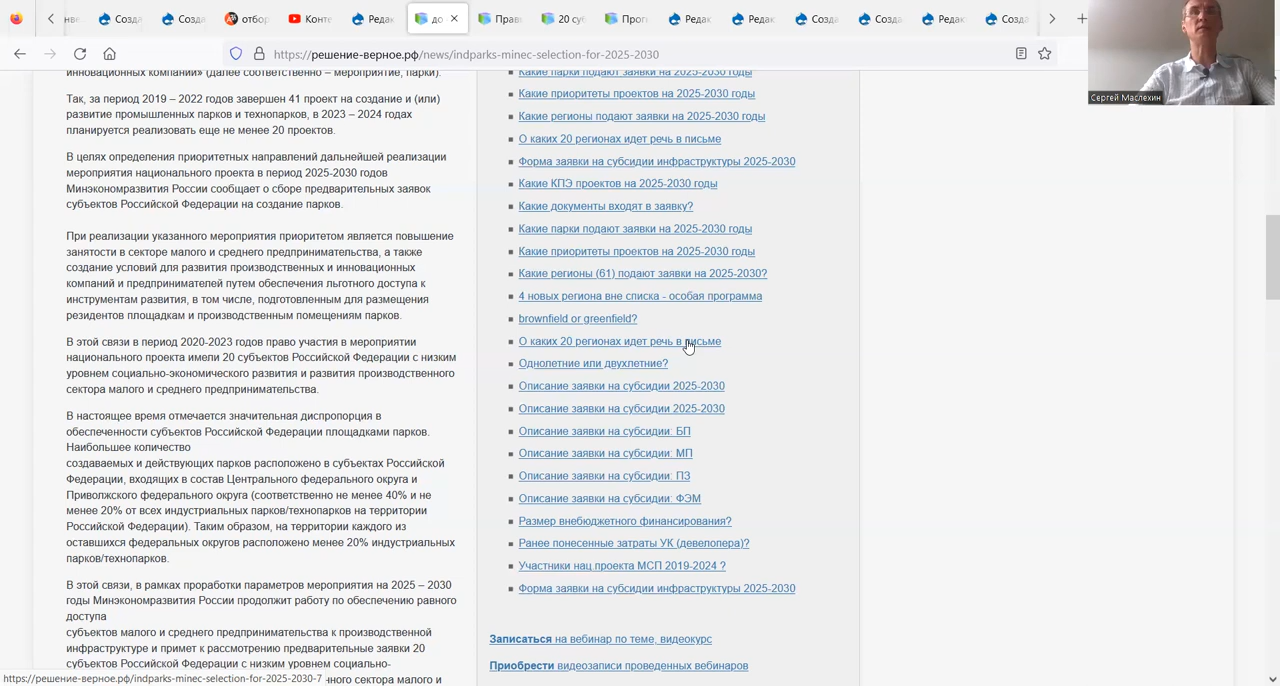 Созда
Созда
отбор
Конте
Редак
до
Прав
20 су
Прог
Редак
Редак
Созда
Созда
Редак
Созда
https://решение-верное.рф/news/indparks-minec-selection-for-2025-2030
Сергей Маслехин
инновационных компаний» (далее соответственно – мероприятие, парки).
Так, за период 2019 – 2022 годов завершен 41 проект на создание и (или)
развитие промышленных парков и технопарков, в 2023 – 2024 годах
планируется реализовать еще не менее 20 проектов.
В целях определения приоритетных направлений дальнейшей реализации
мероприятия национального проекта в период 2025-2030 годов
Минэкономразвития России сообщает о сборе предварительных заявок
субъектов Российской Федерации на создание парков.
При реализации указанного мероприятия приоритетом является повышение
занятости в секторе малого и среднего предпринимательства, а также
создание условий для развития производственных и инновационных
компаний и предпринимателей путем обеспечения льготного доступа к
инструментам развития, в том числе, подготовленным для размещения
резидентов площадкам и производственным помещениям парков.
В этой связи в период 2020-2023 годов право участия в мероприятии
национального проекта имели 20 субъектов Российской Федерации с низким
уровнем социально-экономического развития и развития производственного
сектора малого и среднего предпринимательства.
В настоящее время отмечается значительная диспропорция в
обеспеченности субъектов Российской Федерации площадками парков.
Наибольшее количество
создаваемых и действующих парков расположено в субъектах Российской
Федерации, входящих в состав Центрального федерального округа и
Приволжского федерального округа (соответственно не менее 40% и не
менее 20% от всех индустриальных парков/технопарков на территории
Российской Федерации). Таким образом, на территории каждого из
оставшихся федеральных округов расположено менее 20% индустриальных
парков/технопарков.
В этой связи, в рамках проработки параметров мероприятия на 2025 – 2030
годы Минэкономразвития России продолжит работу по обеспечению равного
доступа
субъектов малого и среднего предпринимательства к производственной
инфраструктуре и примет к рассмотрению предварительные заявки 20
субъектов Российской Федерации с низким уровнем социально-
нного сектора малого и
Какие парки подают заявки на 2025-2030 годы
Какие приоритеты проектов на 2025-2030 годы
Какие регионы подают заявки на 2025-2030 годы
О каких 20 регионах идет речь в письме
Форма заявки на субсидии инфраструктуры 2025-2030
Какие КПЭ проектов на 2025-2030 годы
Какие документы входят в заявку?
Какие парки подают заявки на 2025-2030 годы
Какие приоритеты проектов на 2025-2030 годы
Какие регионы (61) подают заявки на 2025-2030?
4 новых региона вне списка - особая программа
brownfield or greenfield?
О каких 20 регионах идет речь в письме
Однолетние или двухлетние?
Описание заявки на субсидии 2025-2030
Описание заявки на субсидии 2025-2030
Описание заявки на субсидии: БП
Описание заявки на субсидии: МП
Описание заявки на субсидии: ПЗ
Описание заявки на субсидии: ФЭМ
Размер внебюджетного финансирования?
Ранее понесенные затраты УК (девелопера)?
Участники нац проекта МСП 2019-2024 ?
Форма заявки на субсидии инфраструктуры 2025-2030
Записаться на вебинар по теме, видеокурс
Приобрести видеозаписи проведенных вебинаров
https://решение-верное.рф/indparks-minec-selection-for-2025-2030-7